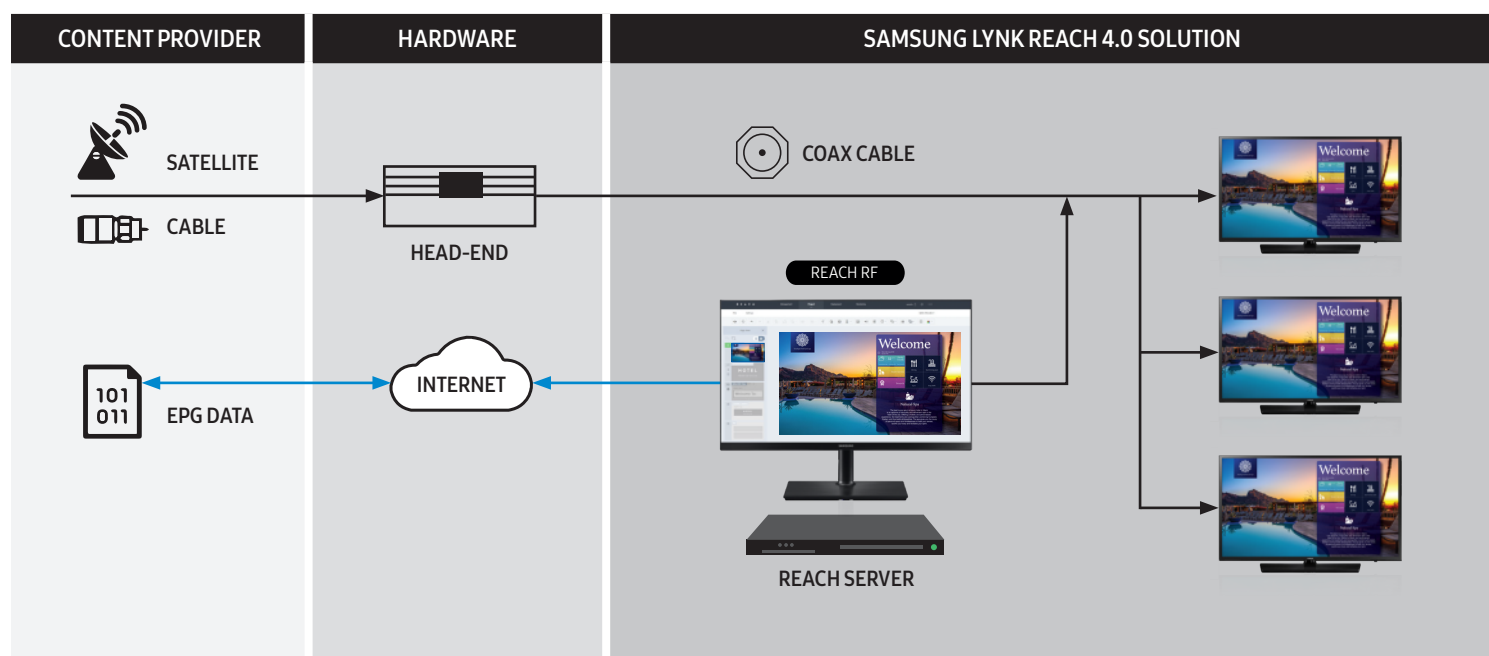 CONTENT PROVIDER
HARDWARE
SAMSUNG LYNK REACH 4.0 SOLUTION
SATELLITE
CABLE
HEAD-END
COAX CABLE
Welcome
REACH RF
Welcome
HOTEL
INTERNET
101
011
EPG DATA
Welcome
REACH SERVER
Welcome